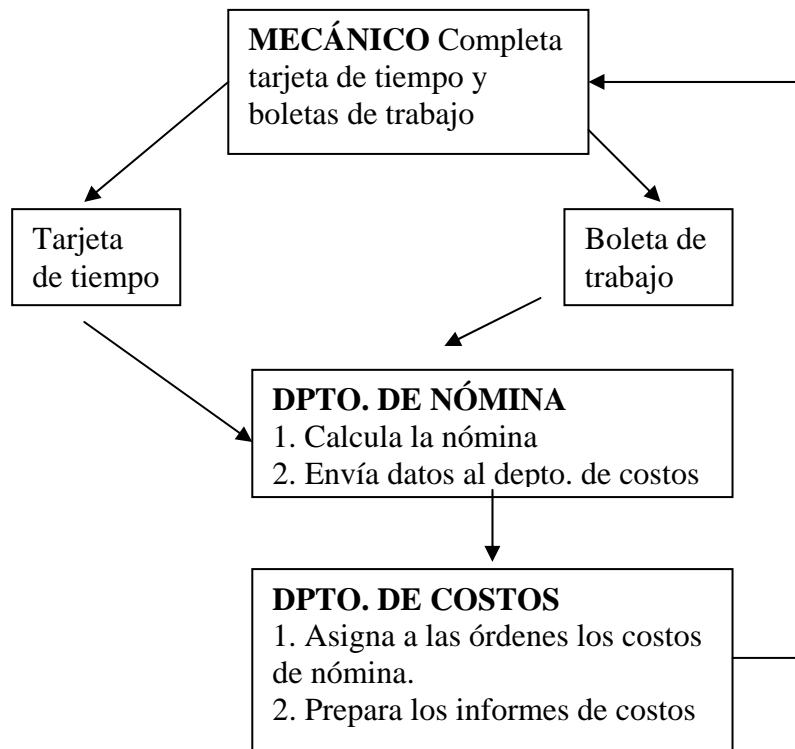 MECÁNICO Completa
tarjeta de tiempo y
boletas de trabajo
Tarjeta
de tiempo
Boleta de
trabajo
DPTO. DE NÓMINA
1. Calcula la nómina
2. Envía datos al depto. de costos
DPTO. DE COSTOS
1. Asigna a las órdenes los costos
de nómina.
2. Prepara los informes de costos